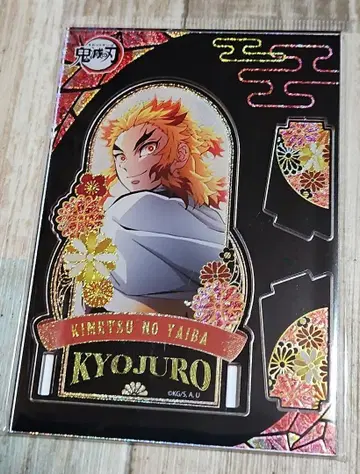 鬼滅の刃
KIMETSU NO YAIBA
KYOJURO
©KG/S, A, U